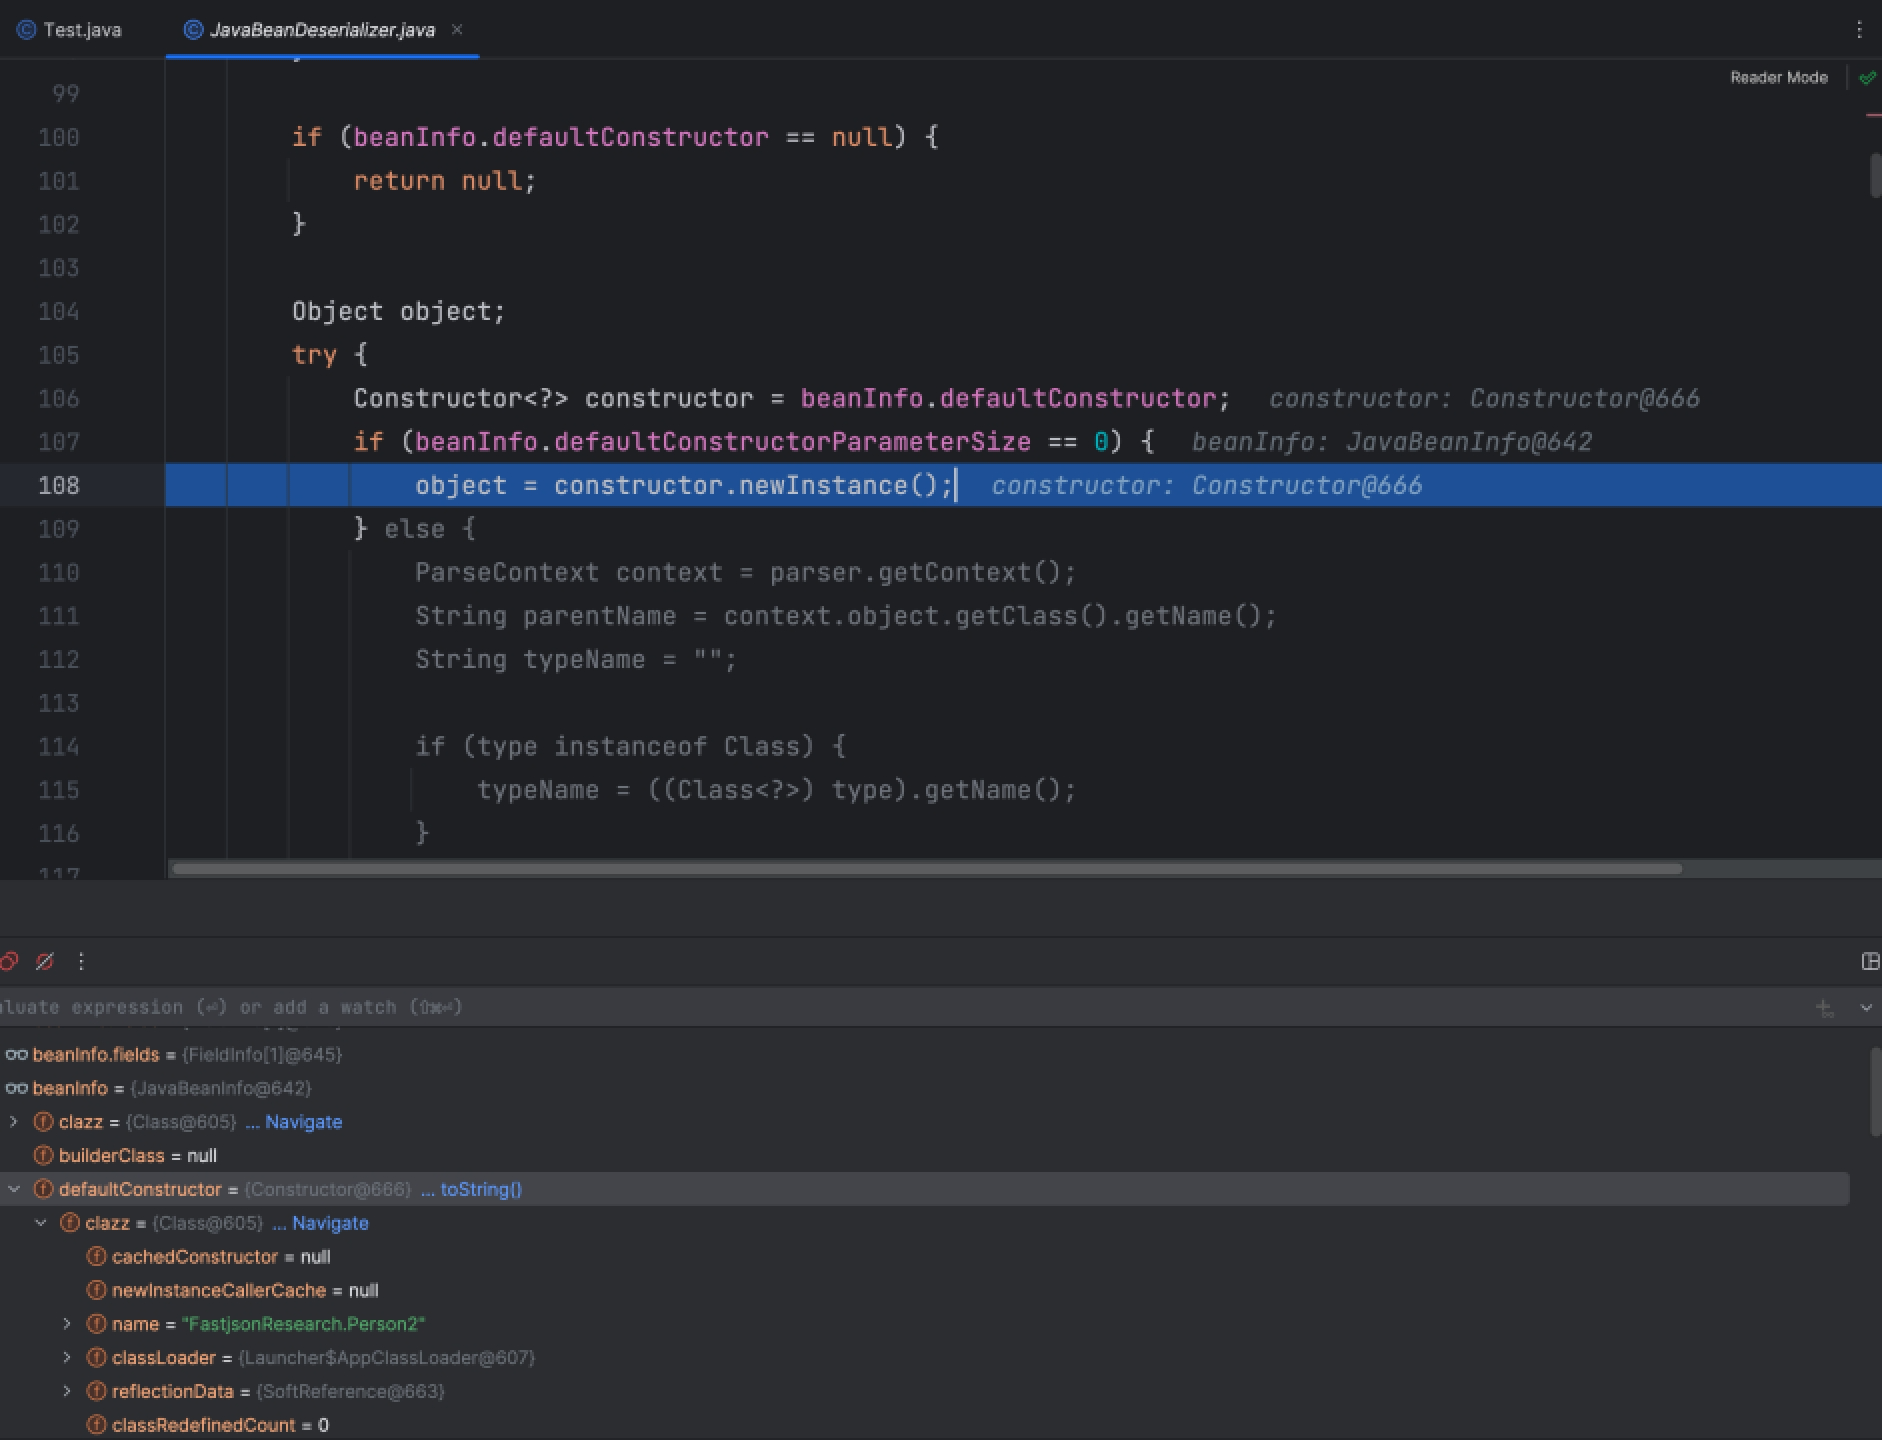 Test.java
JavaBeanDeserializer.java
Reader Mode
99
100 if (beanInfo.defaultConstructor == null) {
101 return null;
102 }
103
104 Object object;
105 try {
106 Constructor<?> constructor = beanInfo.defaultConstructor; constructor: Constructor@666
107 if (beanInfo.defaultConstructorParameterSize == 0) { beanInfo: JavaBeanInfo@642
108 object = constructor.newInstance(); constructor: Constructor@666
109 } else {
110 ParseContext context = parser.getContext();
111 String parentName = context.object.getClass().getName();
112 String typeName = "";
113
114 if (type instanceof Class) {
115 typeName = ((Class<?>) type).getName();
116 }
117
luate expression (⏎) or add a watch (⇧⌘⏎)
beanInfo.fields = {FieldInfo[1]@645}
beanInfo = {JavaBeanInfo@642}
clazz = {Class@605} ... Navigate
builderClass = null
defaultConstructor = {Constructor@666} ... toString()
clazz = {Class@605} ... Navigate
cachedConstructor = null
newInstanceCallerCache = null
name = "FastjsonResearch.Person2"
classLoader = {Launcher$AppClassLoader@607}
reflectionData = {SoftReference@663}
classRedefinedCount = 0